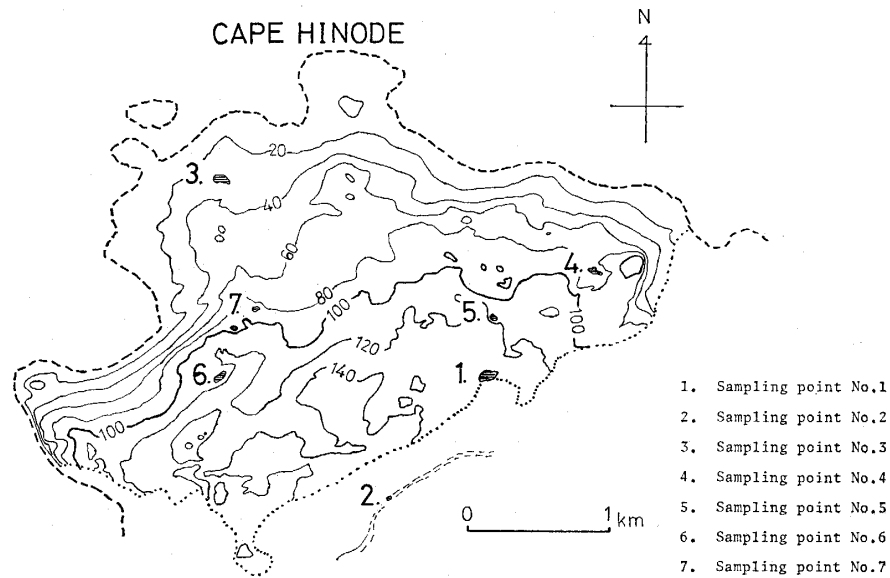 CAPE HINODE
N
20
3.
40
60
4.
80
7.
100
5.
100
120
6.
140
1.
100
2.
0 1 km
1. Sampling point No.1
2. Sampling point No.2
3. Sampling point No.3
4. Sampling point No.4
5. Sampling point No.5
6. Sampling point No.6
7. Sampling point No.7